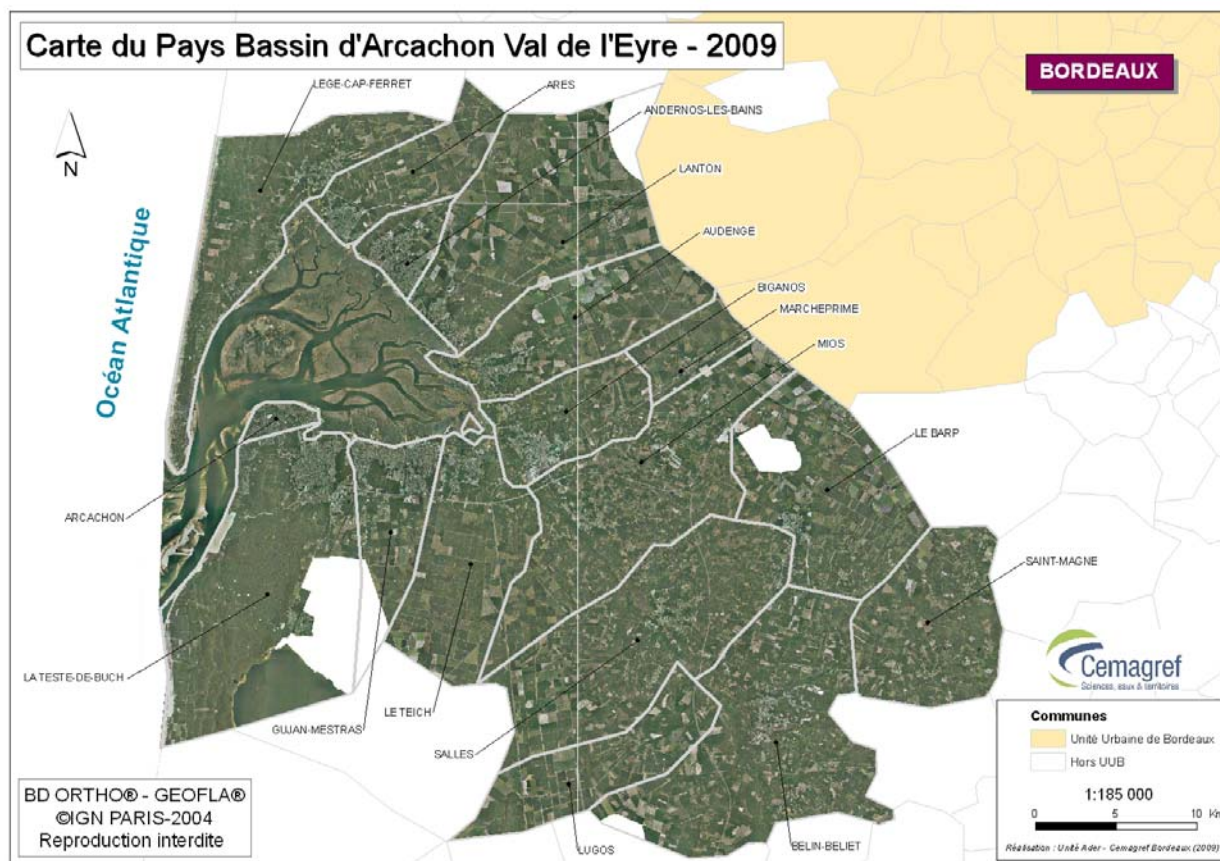 Carte du Pays Bassin d'Arcachon Val de l'Eyre - 2009
BORDEAUX
LEGE-CAP-FERRET
ARES
ANDERNOS-LES-BAINS
N
LANTON
Océan Atlantique
AUDENGE
BIGANOS
MARCHEPRIME
MIOS
LE BARP
ARCACHON
SAINT-MAGNE
LA TESTE-DE-BUCH
LE TEICH
GUJAN-MESTRAS
SALLES
LUGOS
BELIN-BELIET
Cemagref
Sciences, eaux & territoires
Communes
Unité Urbaine de Bordeaux
Hors UUB
1:185 000
0 5 10 Km
Réalisation : Unité Ader - Cemagref Bordeaux (2009)
BD ORTHO® - GEOFLA®
©IGN PARIS-2004
Reproduction interdite